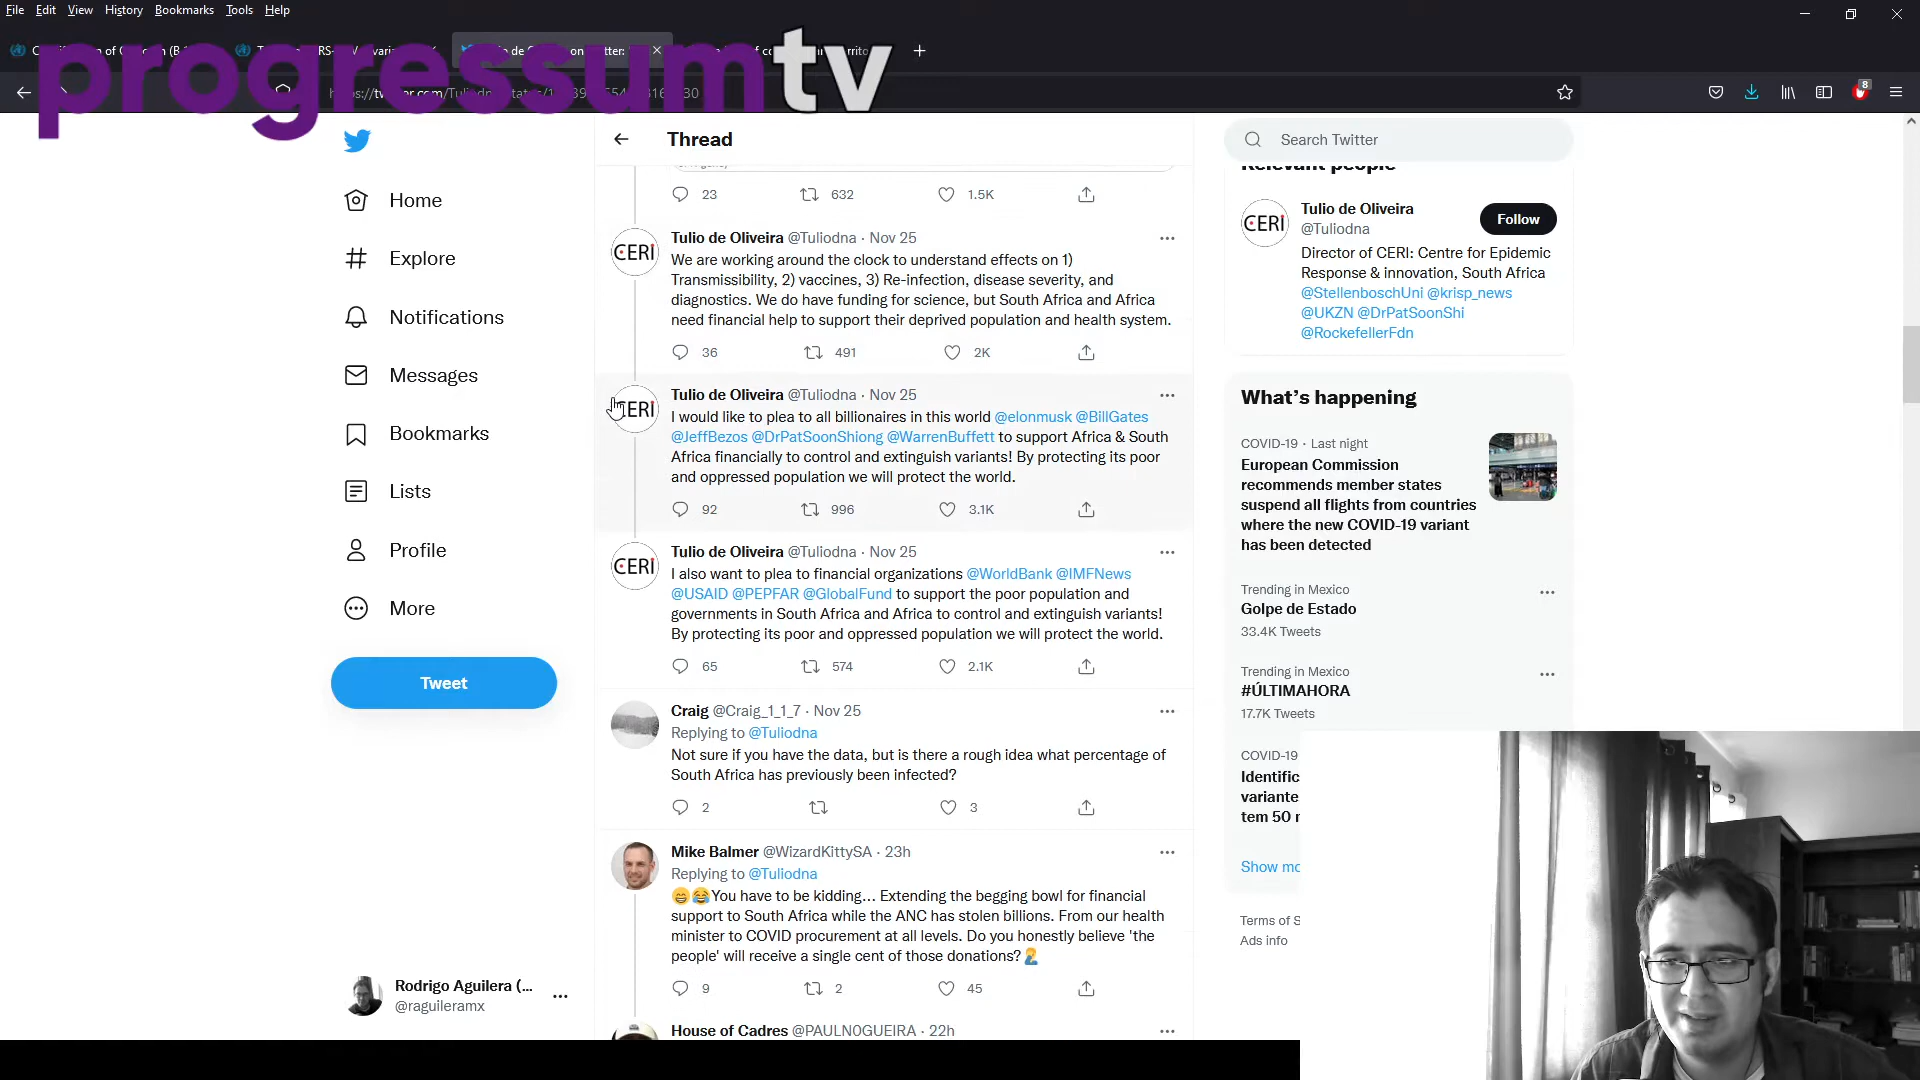 File Edit View History Bookmarks Tools Help
progressumtv
Thread
Search Twitter
Home
Explore
Notifications
Messages
Bookmarks
Lists
Profile
More
Tweet
Rodrigo Aguilera (...
@raguileramx
23 632 1.5K
Tulio de Oliveira @Tuliodna · Nov 25
We are working around the clock to understand effects on 1)
Transmissibility, 2) vaccines, 3) Re-infection, disease severity, and
diagnostics. We do have funding for science, but South Africa and Africa
need financial help to support their deprived population and health system.
36 491 2K
CERI
Tulio de Oliveira @Tuliodna · Nov 25
I would like to plea to all billionaires in this world @elonmusk @BillGates
@JeffBezos @DrPatSoonShiong @WarrenBuffett to support Africa & South
Africa financially to control and extinguish variants! By protecting its poor
and oppressed population we will protect the world.
92 996 3.1K
CERI
Tulio de Oliveira @Tuliodna · Nov 25
I also want to plea to financial organizations @WorldBank @IMFNews
@USAID @PEPFAR @GlobalFund to support the poor population and
governments in South Africa and Africa to control and extinguish variants!
By protecting its poor and oppressed population we will protect the world.
65 574 2.1K
CERI
Craig @Craig_1_1_7 · Nov 25
Replying to @Tuliodna
Not sure if you have the data, but is there a rough idea what percentage of
South Africa has previously been infected?
2 3
Mike Balmer @WizardKittySA · 23h
Replying to @Tuliodna
😁😂You have to be kidding... Extending the begging bowl for financial
support to South Africa while the ANC has stolen billions. From our health
minister to COVID procurement at all levels. Do you honestly believe 'the
people' will receive a single cent of those donations?🤦‍♂️
9 2 45
House of Cadres @PAULN0GUEIRA · 22h
Relevant people
CERI
Tulio de Oliveira
@Tuliodna
Follow
Director of CERI: Centre for Epidemic
Response & innovation, South Africa
@StellenboschUni @krisp_news
@UKZN @DrPatSoonShi
@RockefellerFdn
What's happening
COVID-19 · Last night
European Commission
recommends member states
suspend all flights from countries
where the new COVID-19 variant
has been detected
Trending in Mexico
Golpe de Estado
33.4K Tweets
Trending in Mexico
#ÚLTIMAHORA
17.7K Tweets
COVID-19
Identific
variante
tem 50
Show mo
Terms of S
Ads info
8